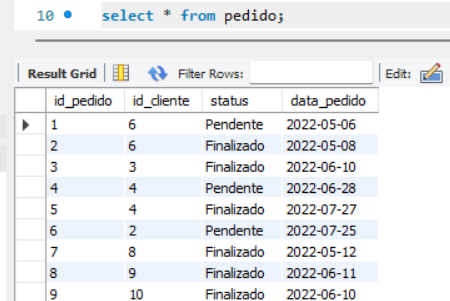 10 select * from pedido;
Result Grid Filter Rows: Edit:
id_pedido id_cliente status data_pedido
1 6 Pendente 2022-05-06
2 6 Finalizado 2022-05-08
3 3 Finalizado 2022-06-10
4 4 Pendente 2022-06-28
5 4 Finalizado 2022-07-27
6 2 Pendente 2022-07-25
7 8 Finalizado 2022-05-12
8 9 Finalizado 2022-06-11
9 10 Finalizado 2022-06-10